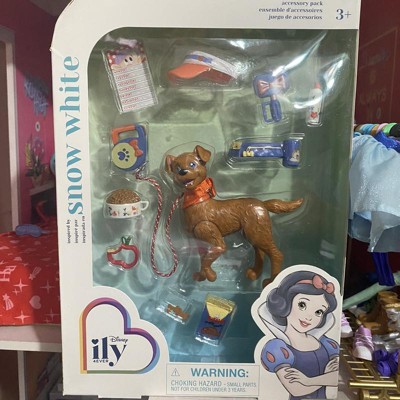 accessory pack
ensemble d'accessoires
juego de accesorios
3+
inspired by
inspiré par
inspirado en
snow white
Disney
ily
4EVER
WARNING:
CHOKING HAZARD - SMALL PARTS
NOT FOR CHILDREN UNDER 3 YEARS.